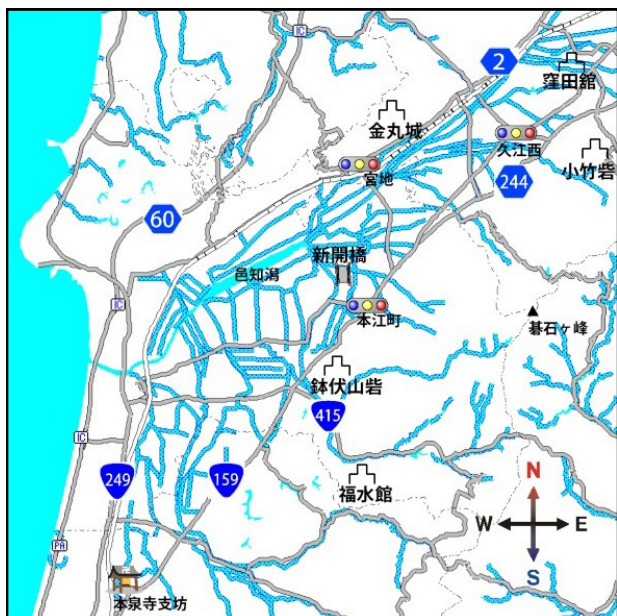 IC
2
窪田舘
金丸城
久江西
小竹砦
宮地
244
60
新開橋
邑知潟
IC
本江町
碁石ヶ峰
鉢伏山砦
415
IC
249
159
福水館
N
W
E
S
PA
本泉寺支坊